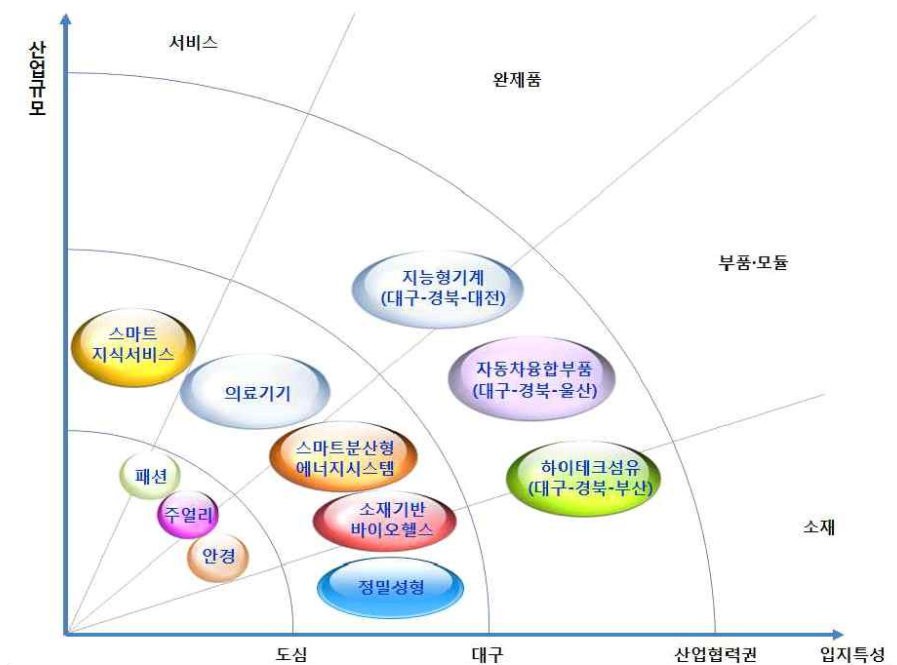 산업규모
서비스
완제품
부품·모듈
소재
지능형기계
(대구-경북-대전)
스마트
지식서비스
자동차융합부품
(대구-경북-울산)
의료기기
스마트분산형
에너지시스템
하이테크섬유
(대구-경북-부산)
패션
주얼리
소재기반
바이오헬스
안경
정밀성형
도심
대구
산업협력권
입지특성